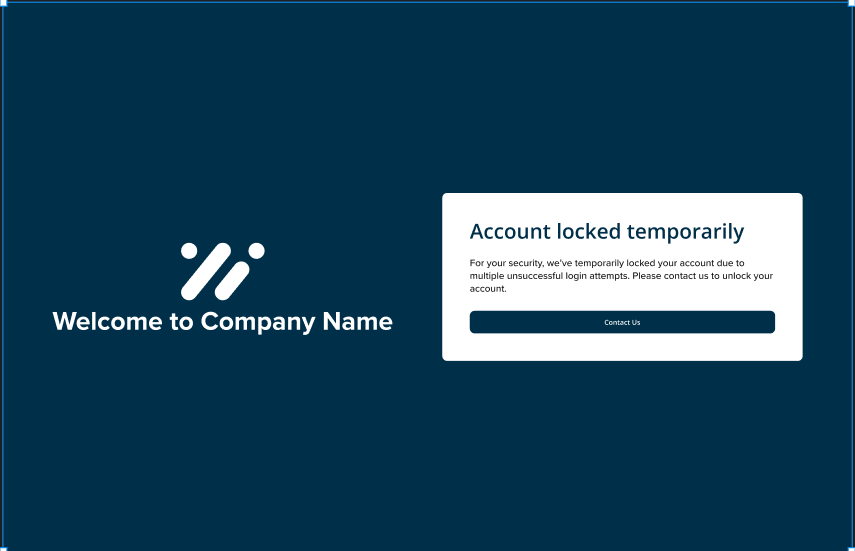 Welcome to Company Name
Account locked temporarily
For your security, we've temporarily locked your account due to
multiple unsuccessful login attempts. Please contact us to unlock your
account.
Contact Us